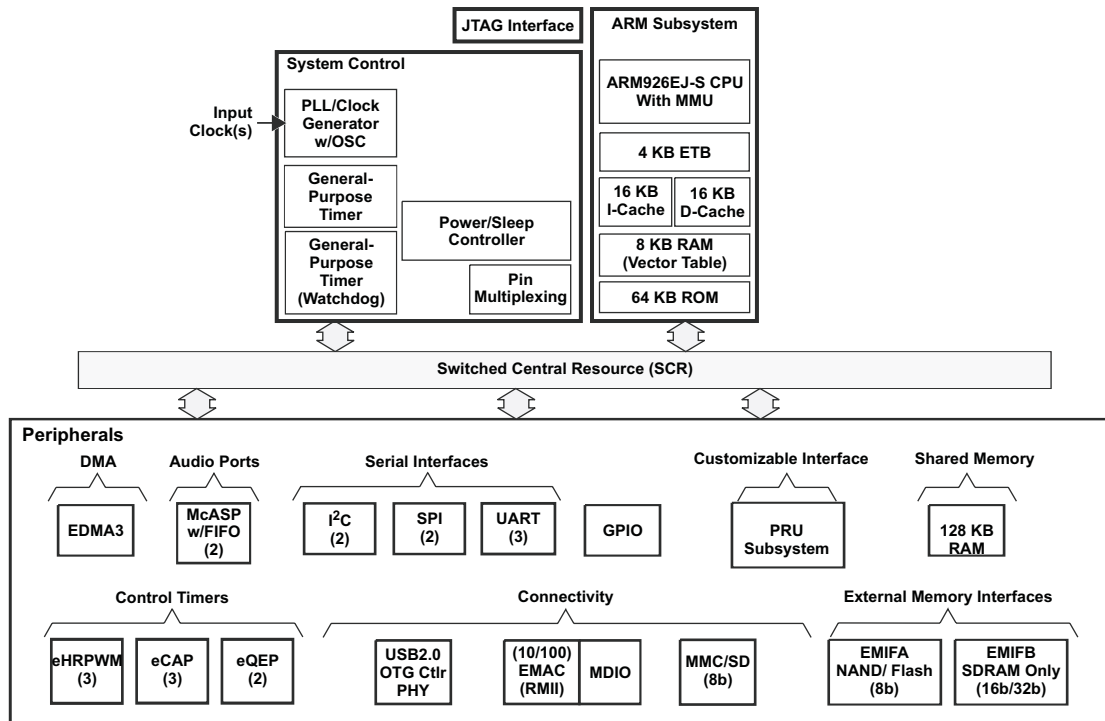 JTAG Interface
ARM Subsystem
System Control
ARM926EJ-S CPU
With MMU
Input
Clock(s)
PLL/Clock
Generator
w/OSC
4 KB ETB
General-
Purpose
Timer
16 KB
I-Cache
16 KB
D-Cache
Power/Sleep
Controller
8 KB RAM
(Vector Table)
General-
Purpose
Timer
(Watchdog)
Pin
Multiplexing
64 KB ROM
Switched Central Resource (SCR)
Peripherals
DMA
Audio Ports
Serial Interfaces
Customizable Interface
Shared Memory
EDMA3
McASP
w/FIFO
(2)
I²C
(2)
SPI
(2)
UART
(3)
GPIO
PRU
Subsystem
128 KB
RAM
Control Timers
Connectivity
External Memory Interfaces
eHRPWM
(3)
eCAP
(3)
eQEP
(2)
USB2.0
OTG Ctlr
PHY
(10/100)
EMAC
(RMII)
MDIO
MMC/SD
(8b)
EMIFA
NAND/ Flash
(8b)
EMIFB
SDRAM Only
(16b/32b)